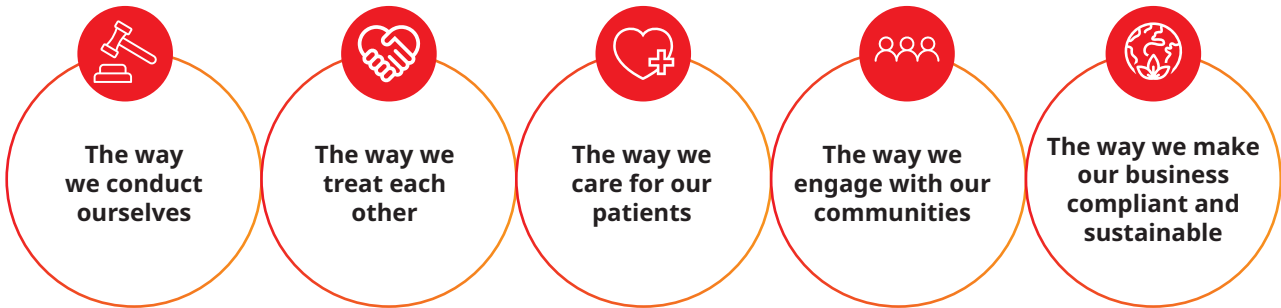 The way
we conduct
ourselves
The way we
treat each
other
The way we
care for our
patients
The way we
engage with our
communities
The way we make
our business
compliant and
sustainable